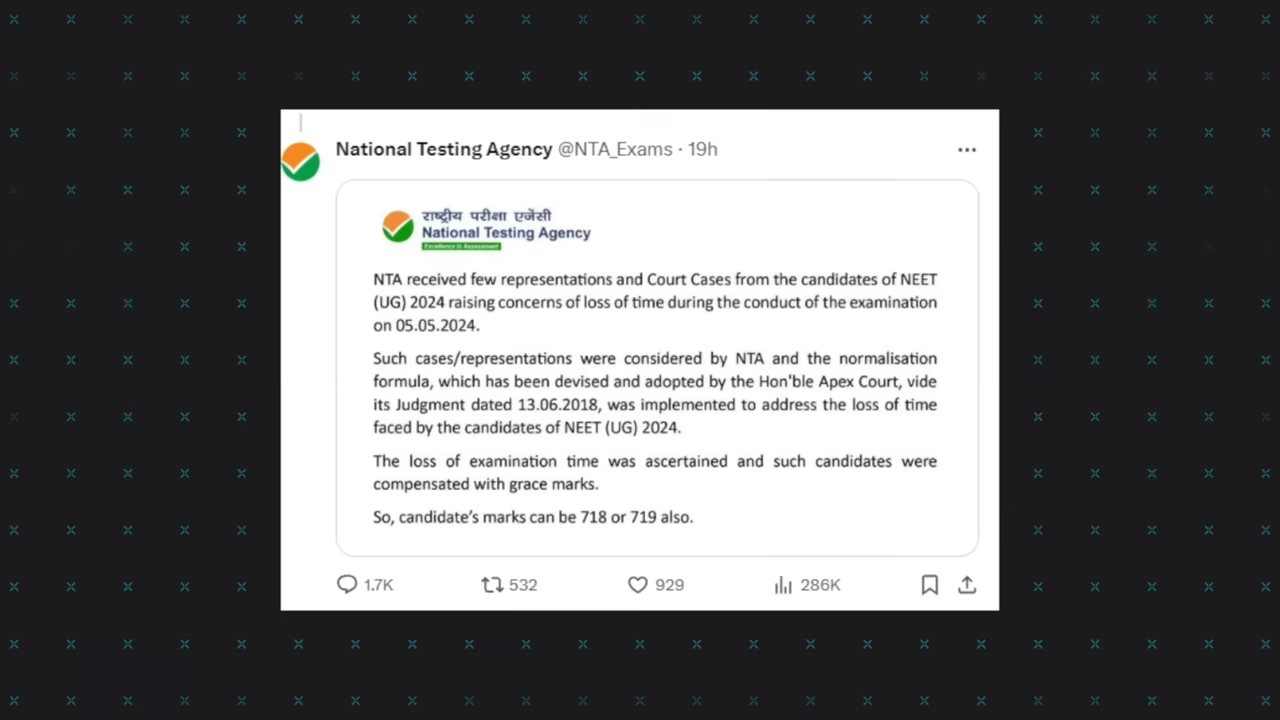 National Testing Agency @NTA_Exams · 19h
राष्ट्रीय परीक्षा एजेंसी
National Testing Agency
Excellence in Assessment
NTA received few representations and Court Cases from the candidates of NEET
(UG) 2024 raising concerns of loss of time during the conduct of the examination
on 05.05.2024.
Such cases/representations were considered by NTA and the normalisation
formula, which has been devised and adopted by the Hon'ble Apex Court, vide
its Judgment dated 13.06.2018, was implemented to address the loss of time
faced by the candidates of NEET (UG) 2024.
The loss of examination time was ascertained and such candidates were
compensated with grace marks.
So, candidate's marks can be 718 or 719 also.
1.7K 532 929 286K